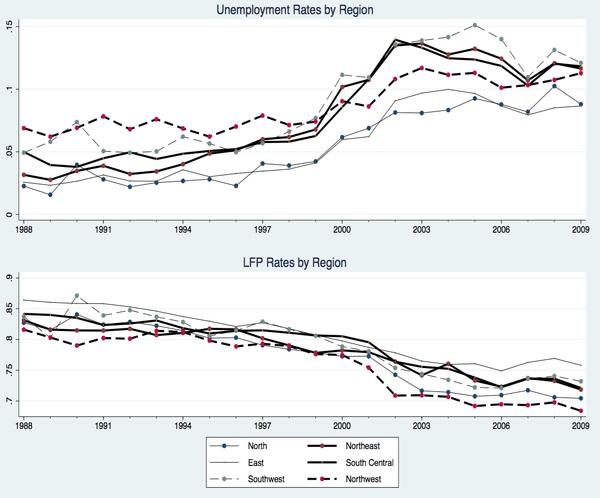 Unemployment Rates by Region
.15
.1
.05
0
1988 1991 1994 1997 2000 2003 2006 2009
LFP Rates by Region
.9
.85
.8
.75
.7
1988 1991 1994 1997 2000 2003 2006 2009
North Northeast
East South Central
Southwest Northwest